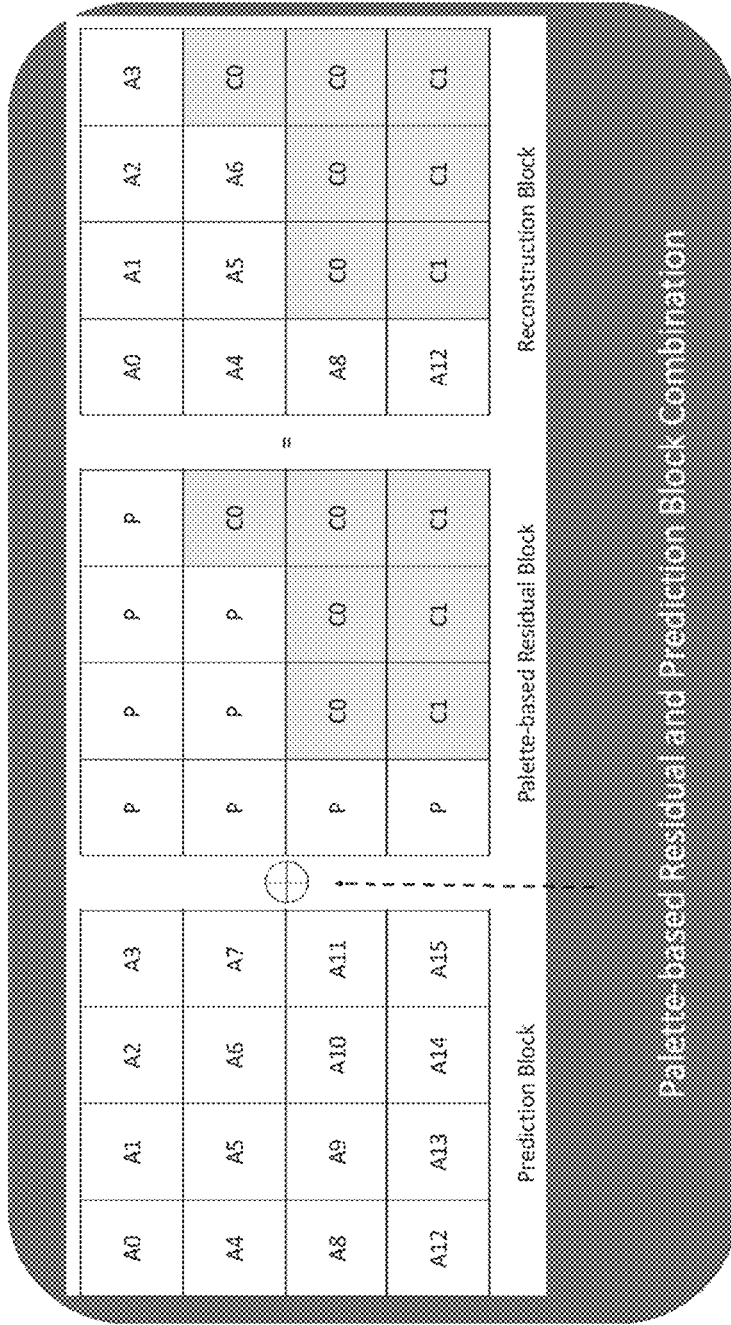 A0 A1 A2 A3
A4 A5 A6 A7
A8 A9 A10 A11
A12 A13 A14 A15
Prediction Block
P P P P
P P P C0
P C0 C0 C0
P C1 C1 C1
Palette-based Residual Block
=
A0 A1 A2 A3
A4 A5 A6 C0
A8 C0 C0 C0
A12 C1 C1 C1
Reconstruction Block
Palette-based Residual and Prediction Block Combination